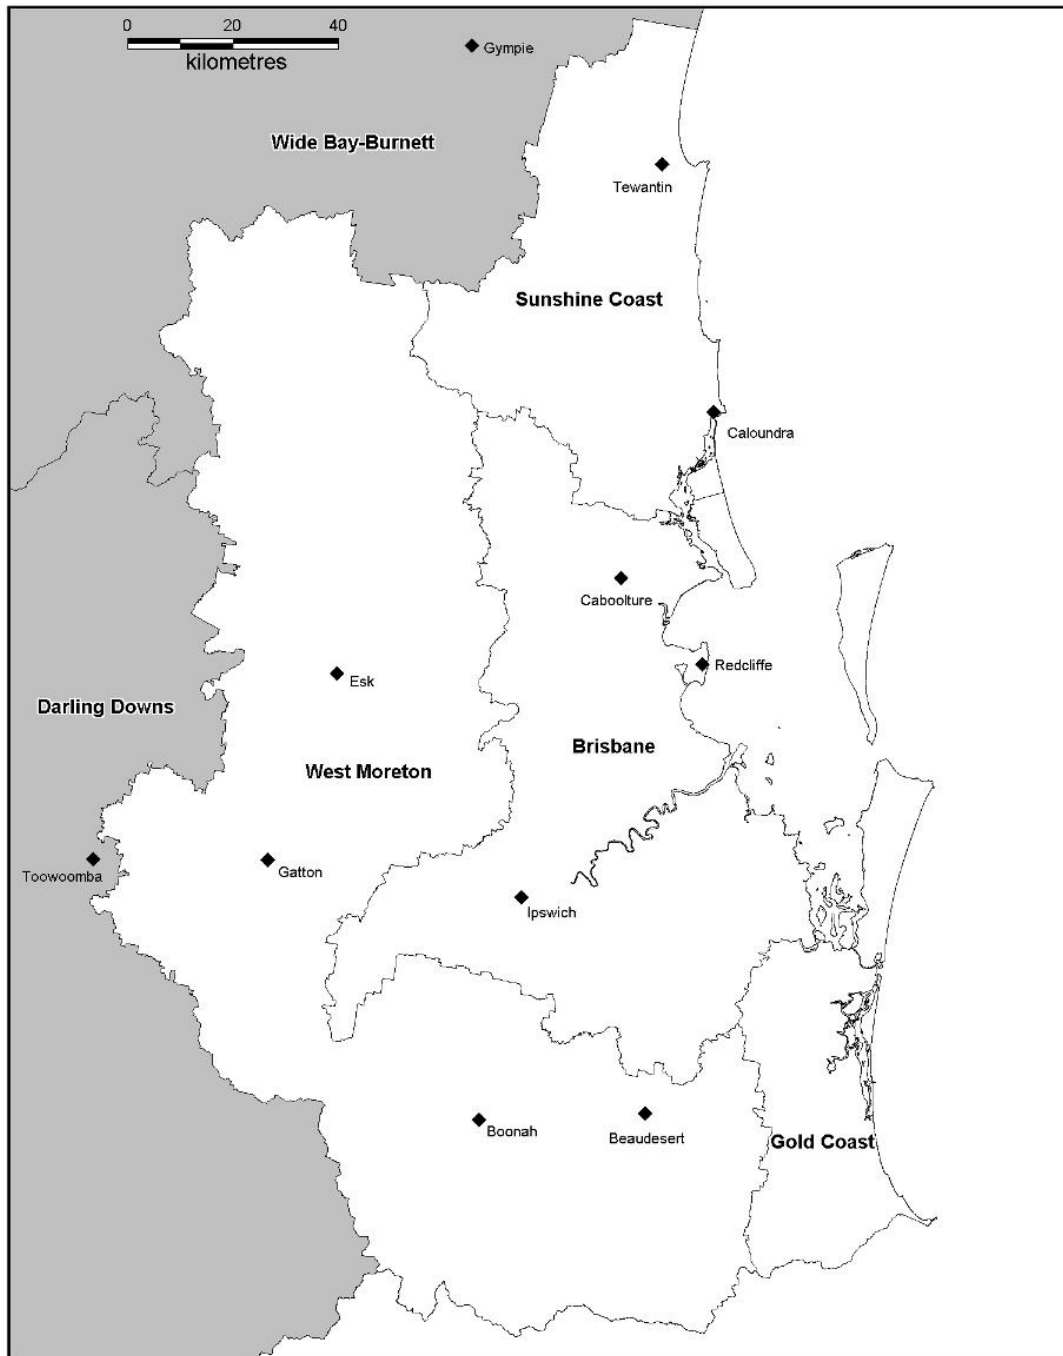 0 20 40
kilometres
Gympie
Wide Bay-Burnett
Tewantin
Sunshine Coast
Caloundra
Caboolture
Redcliffe
Esk
Darling Downs
Brisbane
West Moreton
Toowoomba
Gatton
Ipswich
Boonah
Beaudesert
Gold Coast